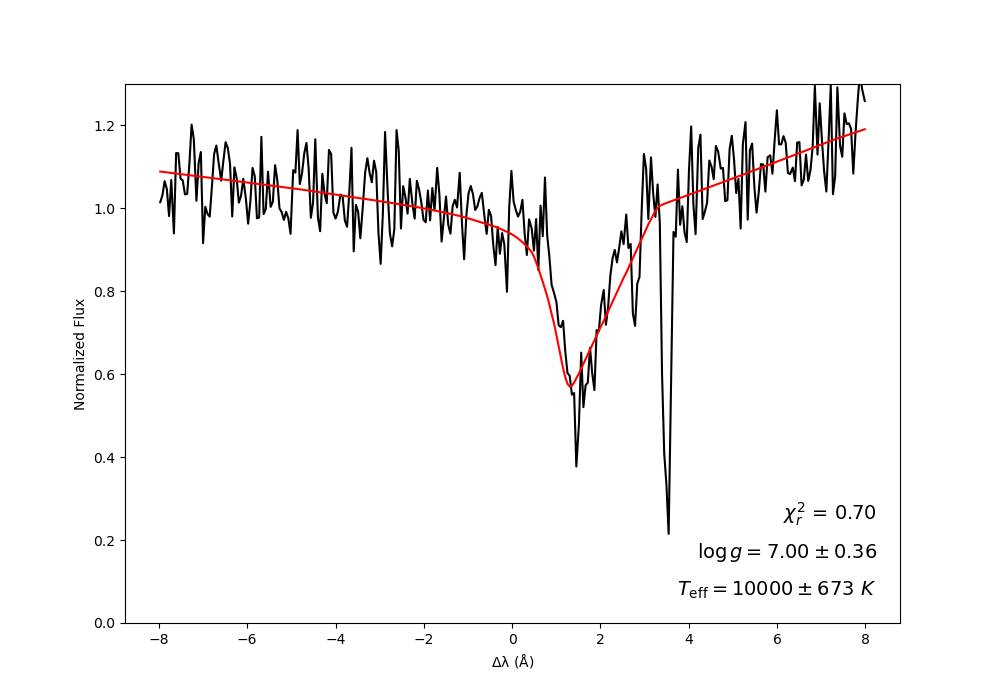 1.2
1.0
0.8
0.6
0.4
0.2
0.0
Normalized Flux
χ²ᵣ = 0.70
log g = 7.00 ± 0.36
T_eff = 10000 ± 673 K
−8 −6 −4 −2 0 2 4 6 8
Δλ (Å)